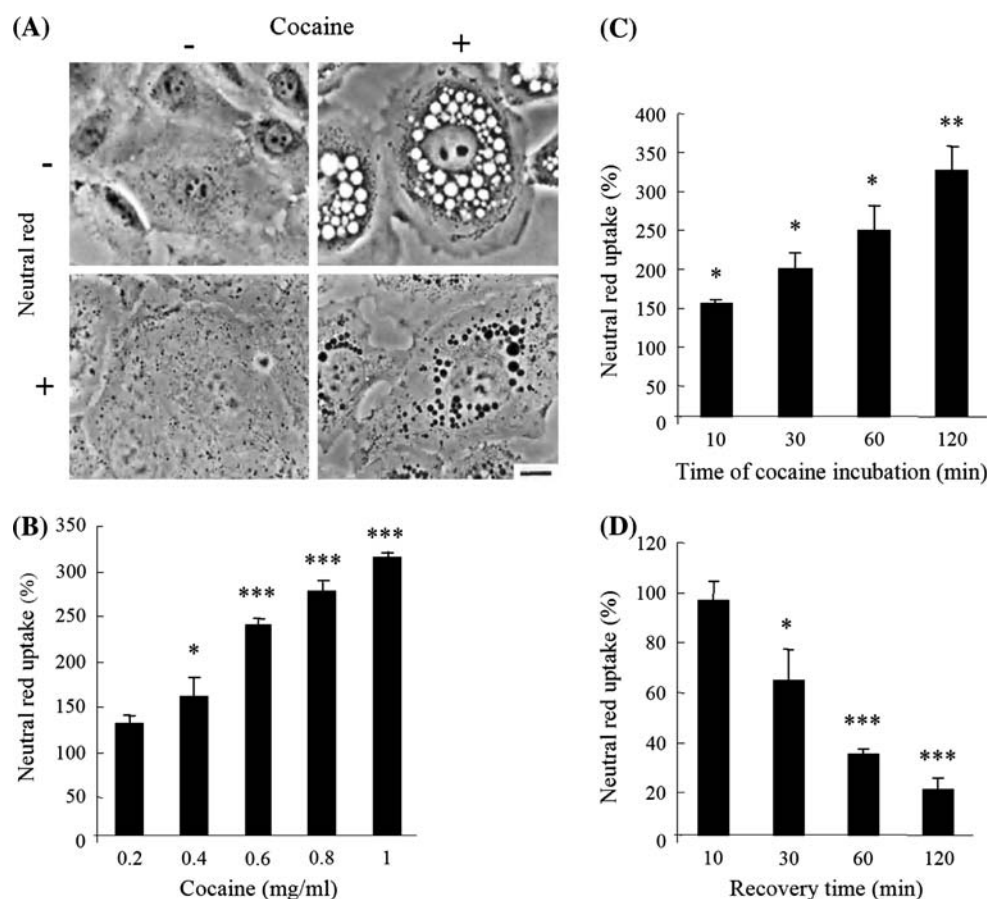 (A) Cocaine
- +
Neutral red
-
+
(B)
Neutral red uptake (%)
350
300
250
200
150
100
50
0
*
***
***
***
0.2 0.4 0.6 0.8 1
Cocaine (mg/ml)
(C)
Neutral red uptake (%)
400
350
300
250
200
150
100
50
0
*
*
*
**
10 30 60 120
Time of cocaine incubation (min)
(D)
Neutral red uptake (%)
120
100
80
60
40
20
0
*
***
***
10 30 60 120
Recovery time (min)